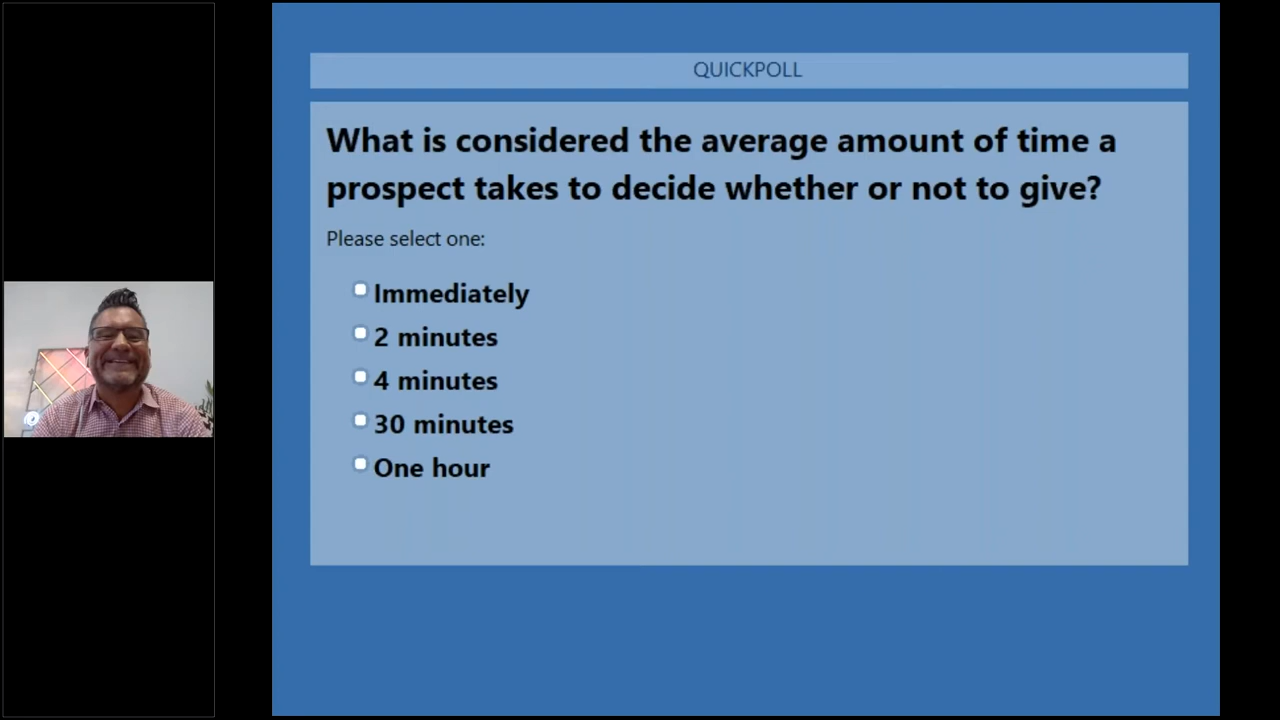 QUICKPOLL
What is considered the average amount of time a
prospect takes to decide whether or not to give?
Please select one:
Immediately
2 minutes
4 minutes
30 minutes
One hour